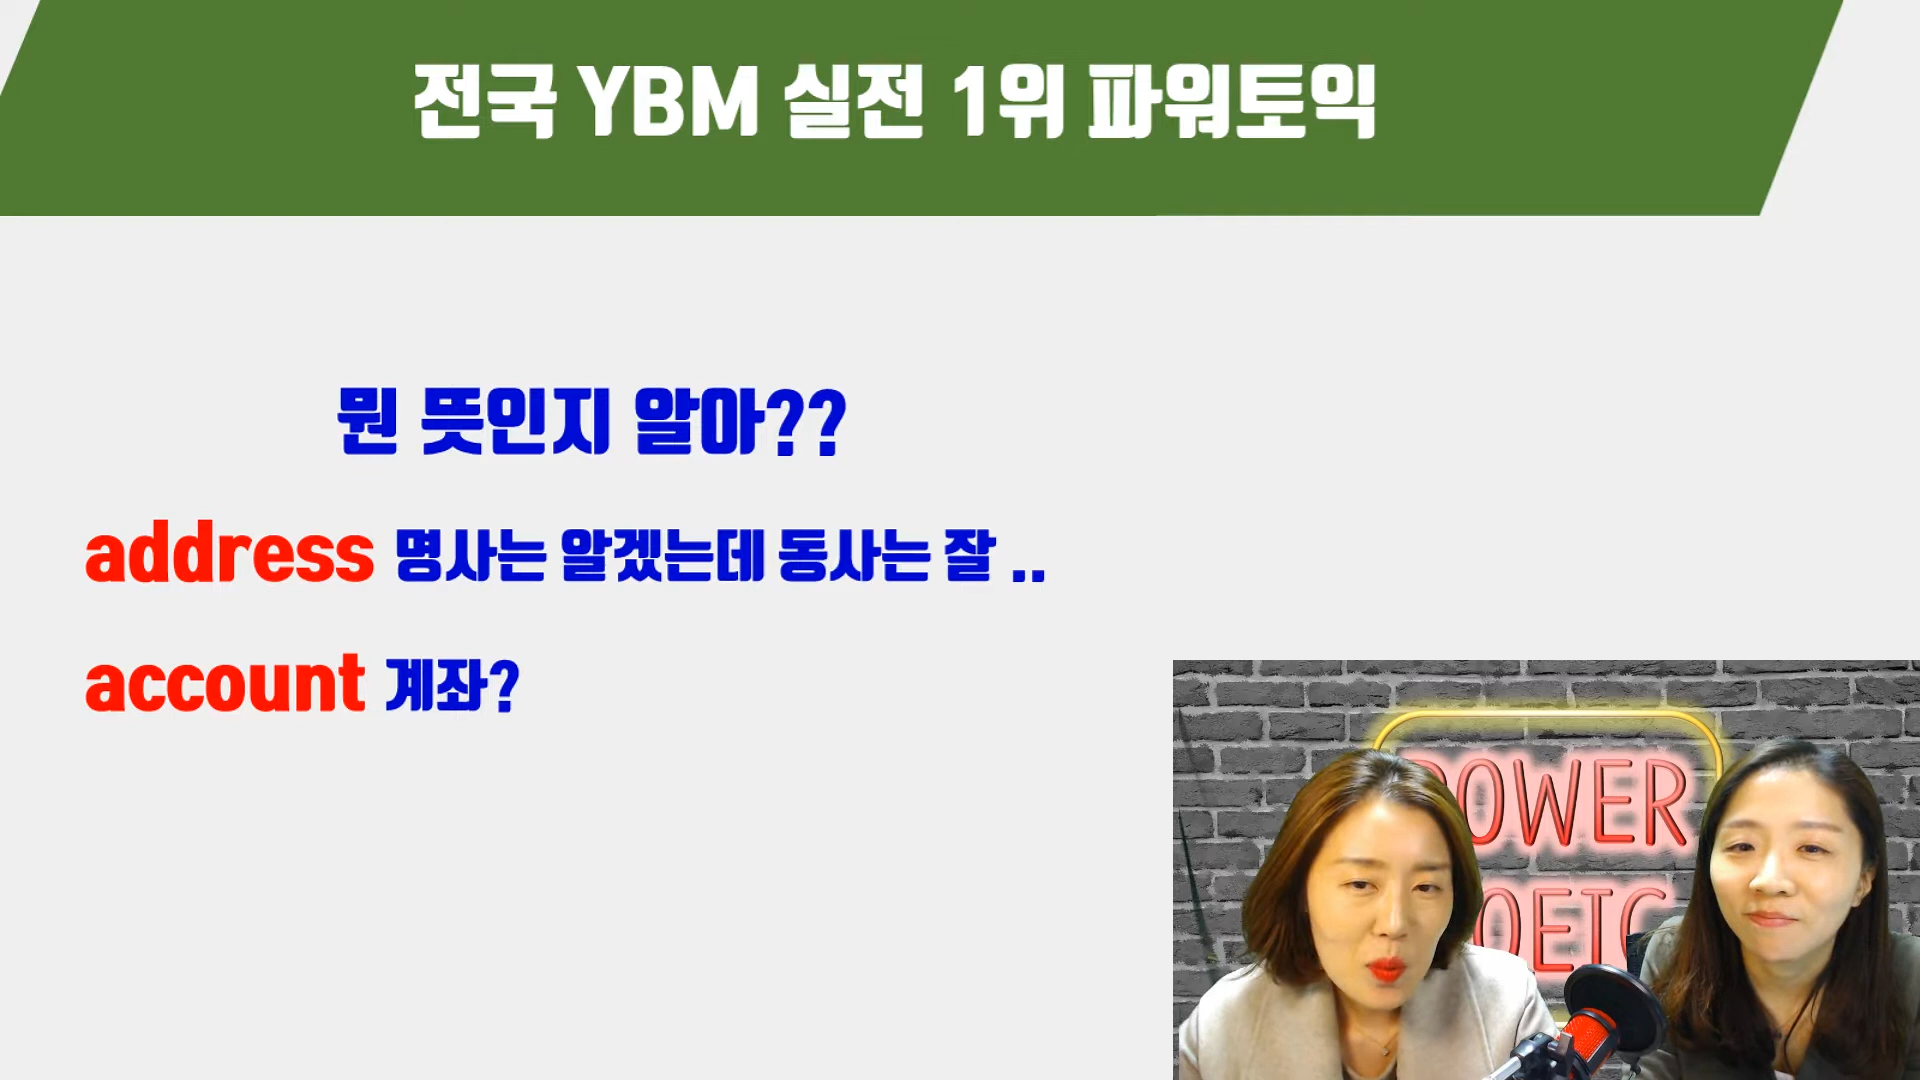 전국 YBM 실전 1위 파워토익
뭔 뜻인지 알아??
address 명사는 알겠는데 동사는 잘 ..
account 계좌?
POWER